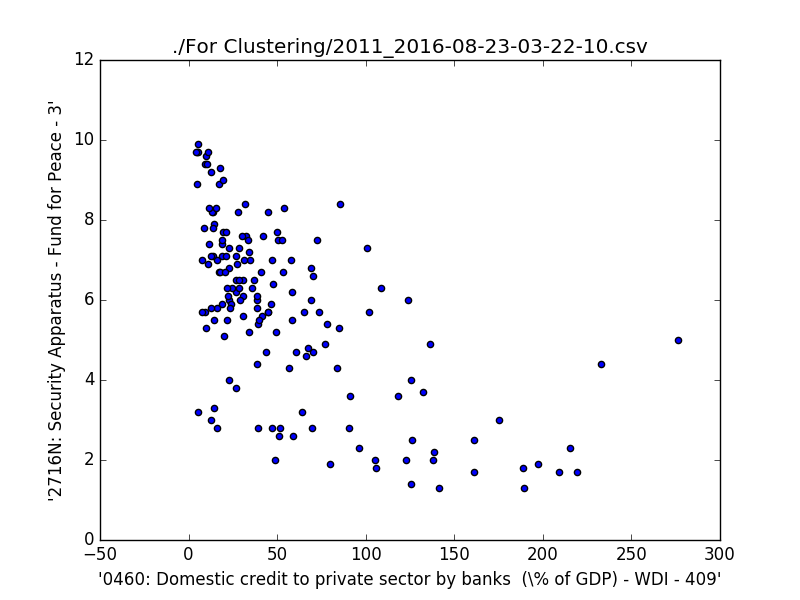 ./For Clustering/2011_2016-08-23-03-22-10.csv
12
10
8
6
4
2
0
'2716N: Security Apparatus - Fund for Peace - 3'
−50 0 50 100 150 200 250 300
'0460: Domestic credit to private sector by banks  (\% of GDP) - WDI - 409'